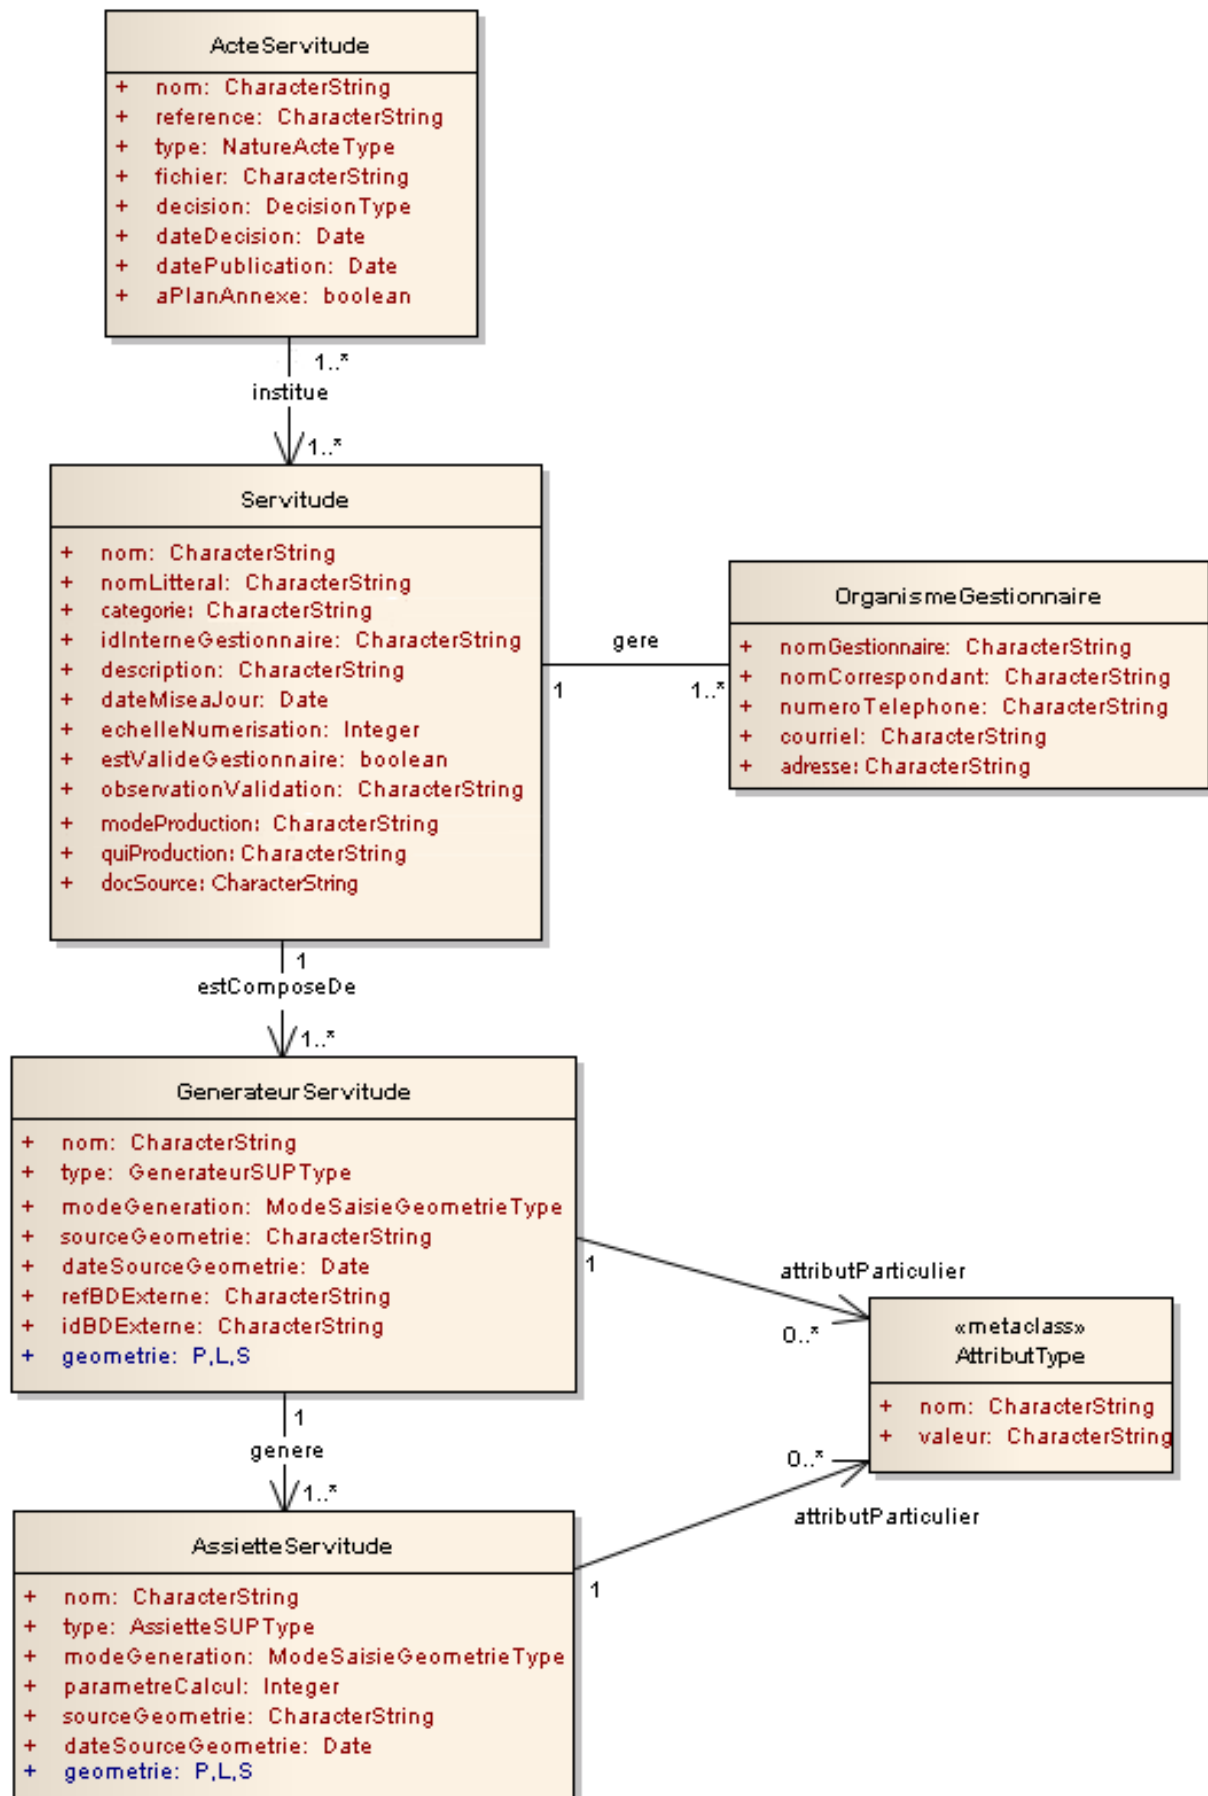 ActeServitude
+ nom: CharacterString
+ reference: CharacterString
+ type: NatureActeType
+ fichier: CharacterString
+ decision: DecisionType
+ dateDecision: Date
+ datePublication: Date
+ aPlanAnnexe: boolean
1..*
institue
1..*
Servitude
+ nom: CharacterString
+ nomLitteral: CharacterString
+ categorie: CharacterString
+ idInterneGestionnaire: CharacterString
+ description: CharacterString
+ dateMiseaJour: Date
+ echelleNumerisation: Integer
+ estValideGestionnaire: boolean
+ observationValidation: CharacterString
+ modeProduction: CharacterString
+ quiProduction: CharacterString
+ docSource: CharacterString
gere
1
1..*
OrganismeGestionnaire
+ nomGestionnaire: CharacterString
+ nomCorrespondant: CharacterString
+ numeroTelephone: CharacterString
+ courriel: CharacterString
+ adresse: CharacterString
1
estComposeDe
1..*
GenerateurServitude
+ nom: CharacterString
+ type: GenerateurSUPType
+ modeGeneration: ModeSaisieGeometrieType
+ sourceGeometrie: CharacterString
+ dateSourceGeometrie: Date
+ refBDExterne: CharacterString
+ idBDExterne: CharacterString
+ geometrie: P,L,S
1
attributParticulier
0..*
«metaclass»
AttributType
+ nom: CharacterString
+ valeur: CharacterString
1
genere
1..*
0..*
attributParticulier
1
AssietteServitude
+ nom: CharacterString
+ type: AssietteSUPType
+ modeGeneration: ModeSaisieGeometrieType
+ parametreCalcul: Integer
+ sourceGeometrie: CharacterString
+ dateSourceGeometrie: Date
+ geometrie: P,L,S